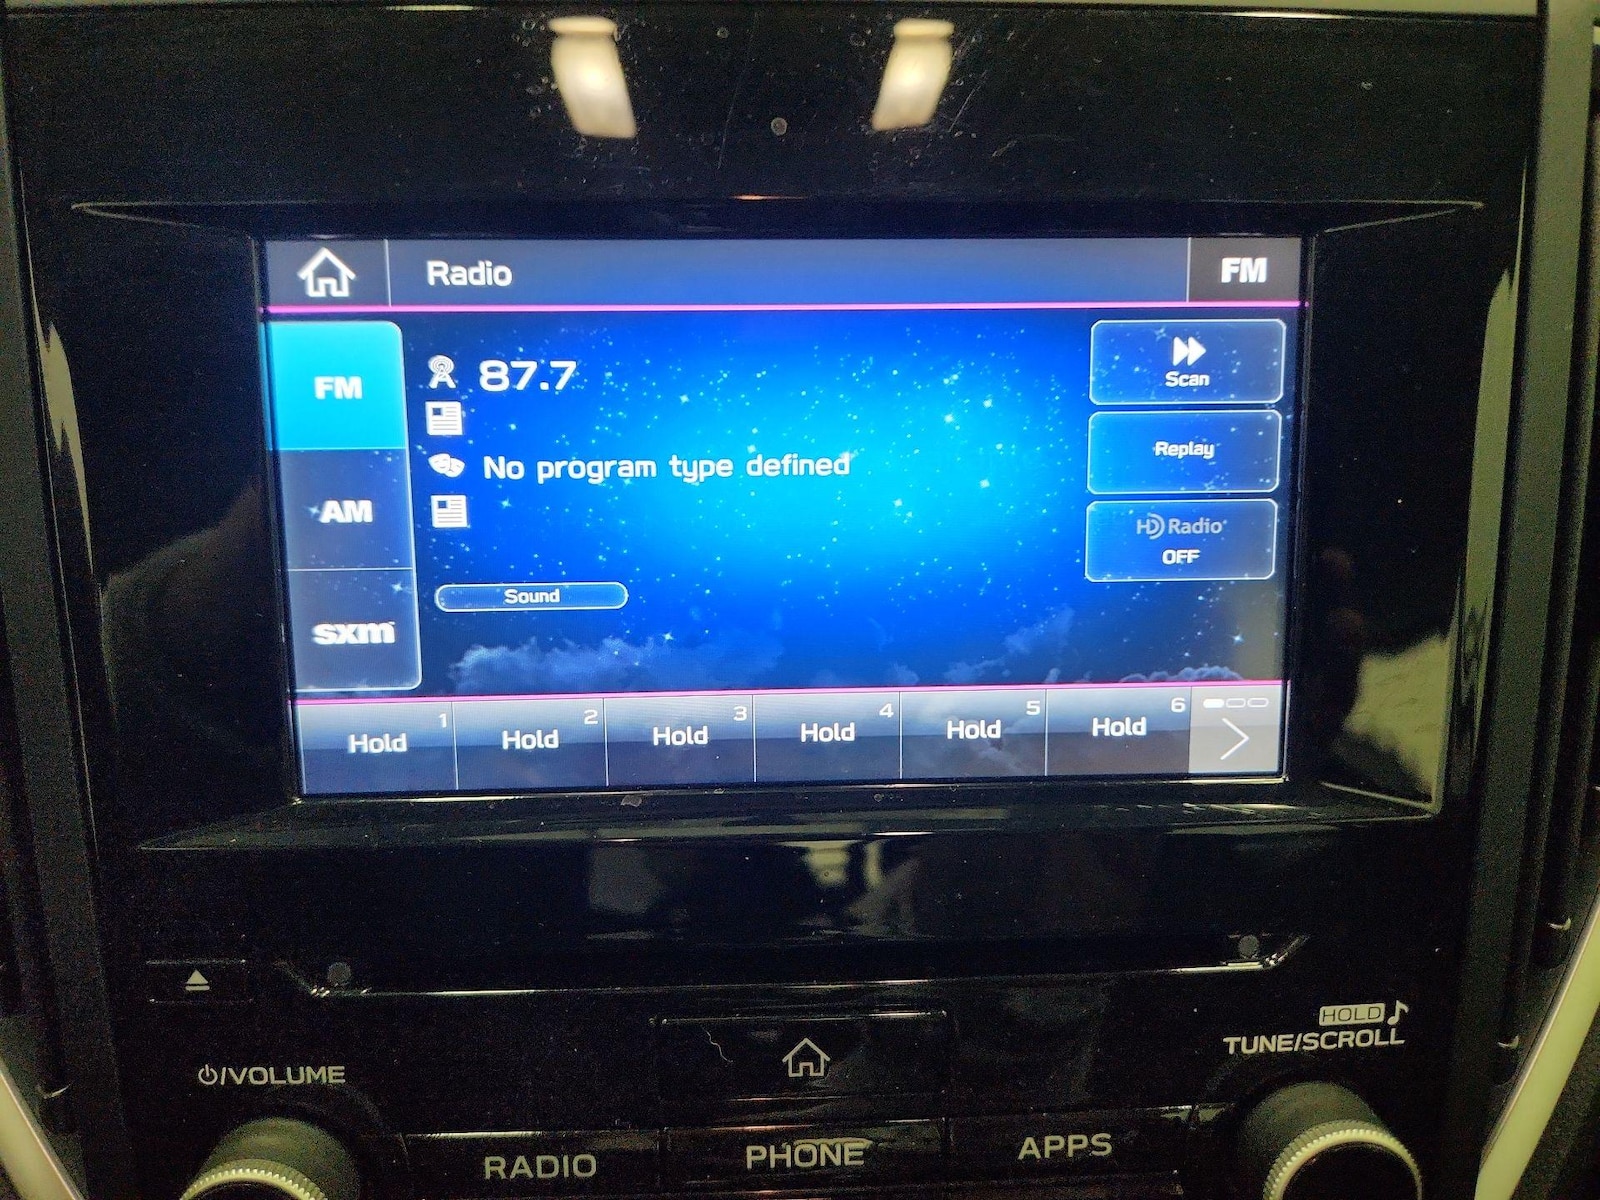 Radio
FM
FM
AM
sxm
87.7
No program type defined
Sound
Scan
Replay
HD Radio
OFF
1
Hold
2
Hold
3
Hold
4
Hold
5
Hold
6
Hold
HOLD
TUNE/SCROLL
/VOLUME
RADIO
PHONE
APPS